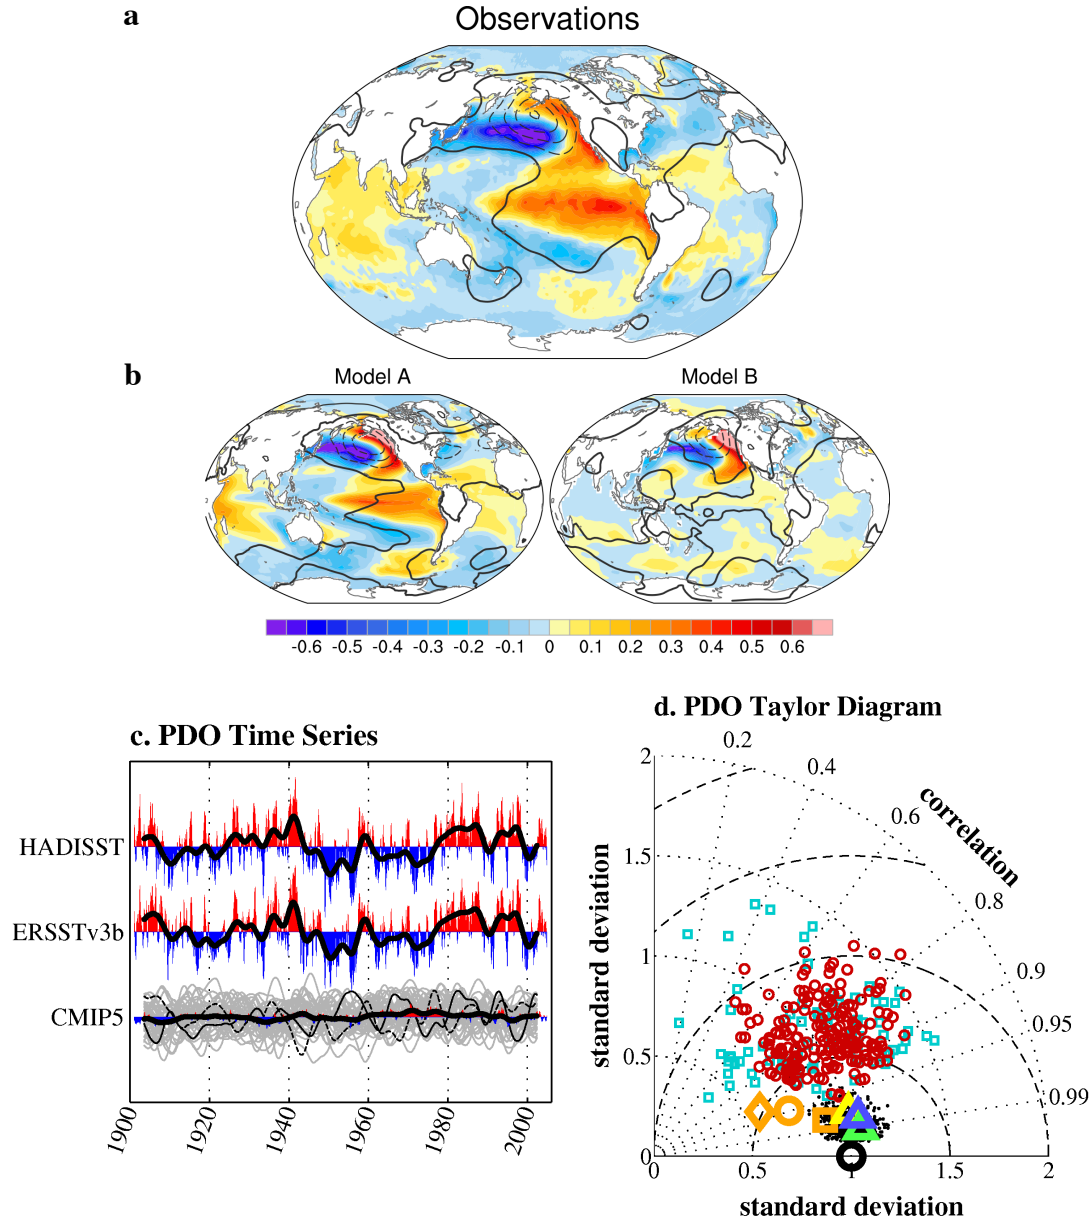 a
Observations
b
Model A
Model B
-0.6 -0.5 -0.4 -0.3 -0.2 -0.1 0 0.1 0.2 0.3 0.4 0.5 0.6
c. PDO Time Series
HADISST
ERSSTv3b
CMIP5
1900 1920 1940 1960 1980 2000
d. PDO Taylor Diagram
0.2
0.4
0.6
correlation
0.8
0.9
0.95
0.99
standard deviation
2
1.5
1
0.5
0
0 0.5 1 1.5 2
standard deviation